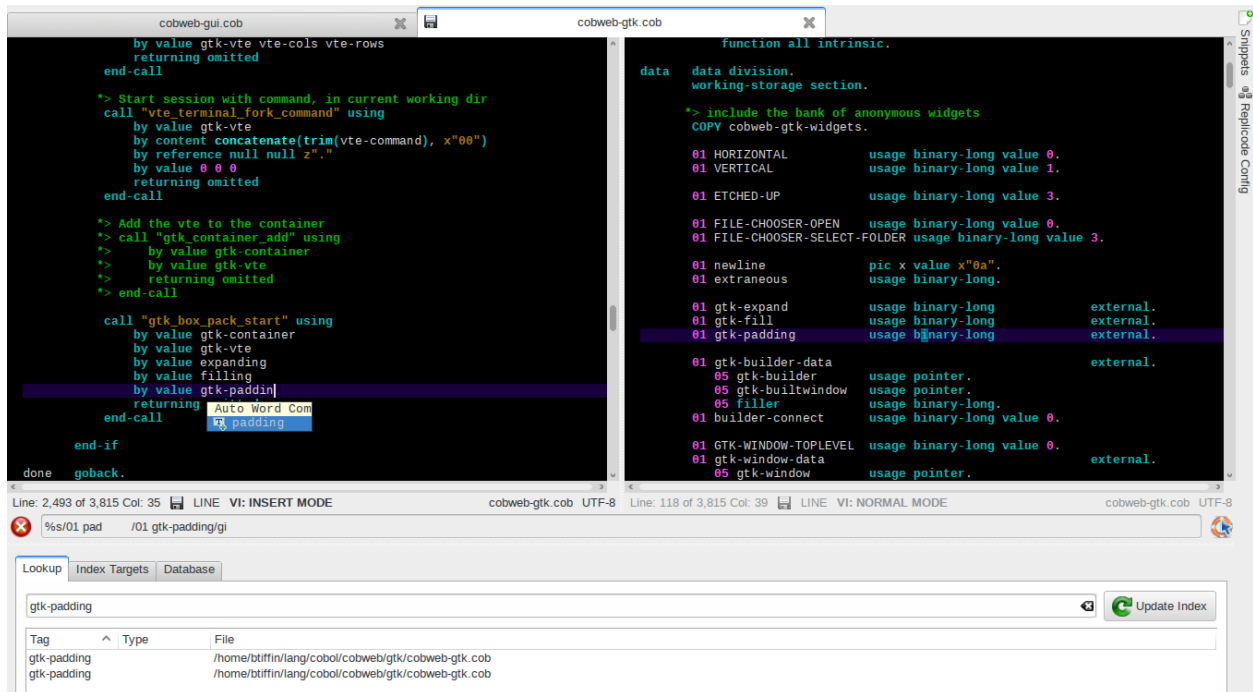 cobweb-gui.cob
cobweb-gtk.cob
by value gtk-vte vte-cols vte-rows
returning omitted
end-call
*> Start session with command, in current working dir
call "vte_terminal_fork_command" using
by value gtk-vte
by content concatenate(trim(vte-command), x"00")
by reference null null z"."
by value 0 0 0
returning omitted
end-call
*> Add the vte to the container
*> call "gtk_container_add" using
*> by value gtk-container
*> by value gtk-vte
*> returning omitted
*> end-call
call "gtk_box_pack_start" using
by value gtk-container
by value gtk-vte
by value expanding
by value filling
by value gtk-paddin
returning
Auto Word Com
end-call
padding
end-if
done goback.
function all intrinsic.
data data division.
working-storage section.
*> include the bank of anonymous widgets
COPY cobweb-gtk-widgets.
01 HORIZONTAL usage binary-long value 0.
01 VERTICAL usage binary-long value 1.
01 ETCHED-UP usage binary-long value 3.
01 FILE-CHOOSER-OPEN usage binary-long value 0.
01 FILE-CHOOSER-SELECT-FOLDER usage binary-long value 3.
01 newline pic x value x"0a".
01 extraneous usage binary-long.
01 gtk-expand usage binary-long external.
01 gtk-fill usage binary-long external.
01 gtk-padding usage binary-long external.
01 gtk-builder-data external.
05 gtk-builder usage pointer.
05 gtk-builtwindow usage pointer.
05 filler usage binary-long.
01 builder-connect usage binary-long value 0.
01 GTK-WINDOW-TOPLEVEL usage binary-long value 0.
01 gtk-window-data external.
05 gtk-window usage pointer.
Snippets
Replicode Config
Line: 2,493 of 3,815 Col: 35 LINE VI: INSERT MODE cobweb-gtk.cob UTF-8
Line: 118 of 3,815 Col: 39 LINE VI: NORMAL MODE cobweb-gtk.cob UTF-8
%s/01 pad /01 gtk-padding/gi
Lookup Index Targets Database
gtk-padding
Update Index
Tag Type File
gtk-padding /home/btiffin/lang/cobol/cobweb/gtk/cobweb-gtk.cob
gtk-padding /home/btiffin/lang/cobol/cobweb/gtk/cobweb-gtk.cob